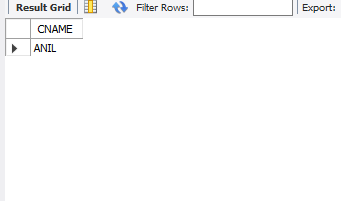 Result Grid Filter Rows: Export:
CNAME
ANIL